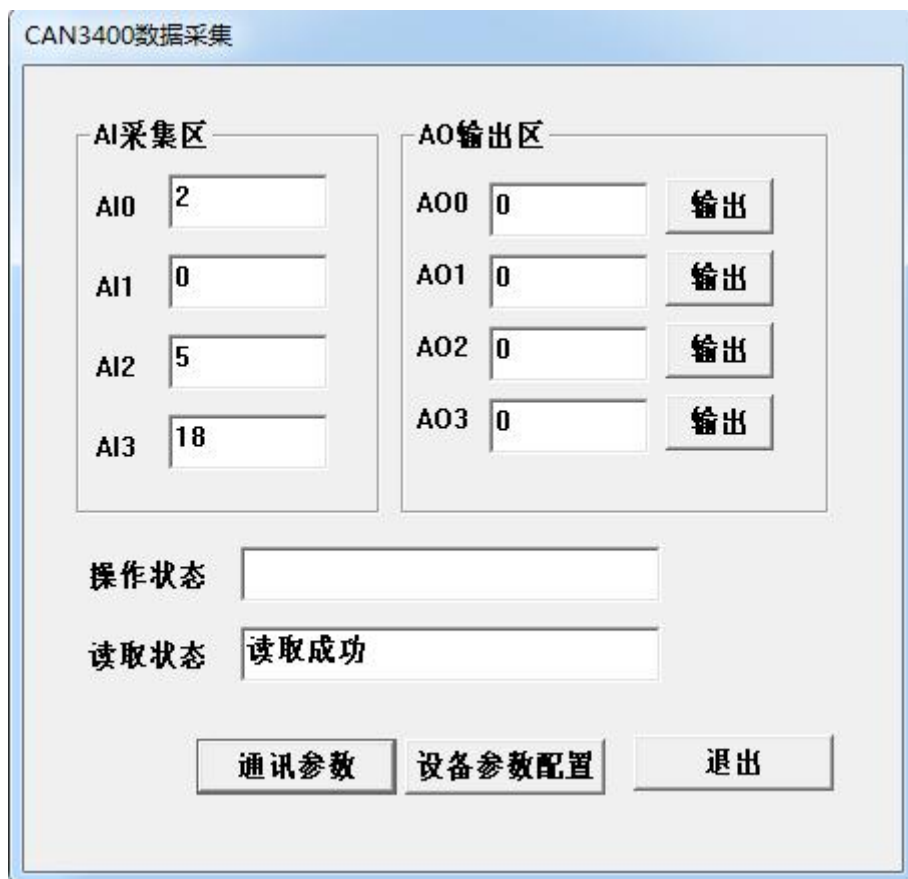 CAN3400数据采集
AI采集区
AI0 2
AI1 0
AI2 5
AI3 18
AO输出区
AO0 0 输出
AO1 0 输出
AO2 0 输出
AO3 0 输出
操作状态
读取状态 读取成功
通讯参数 设备参数配置 退出